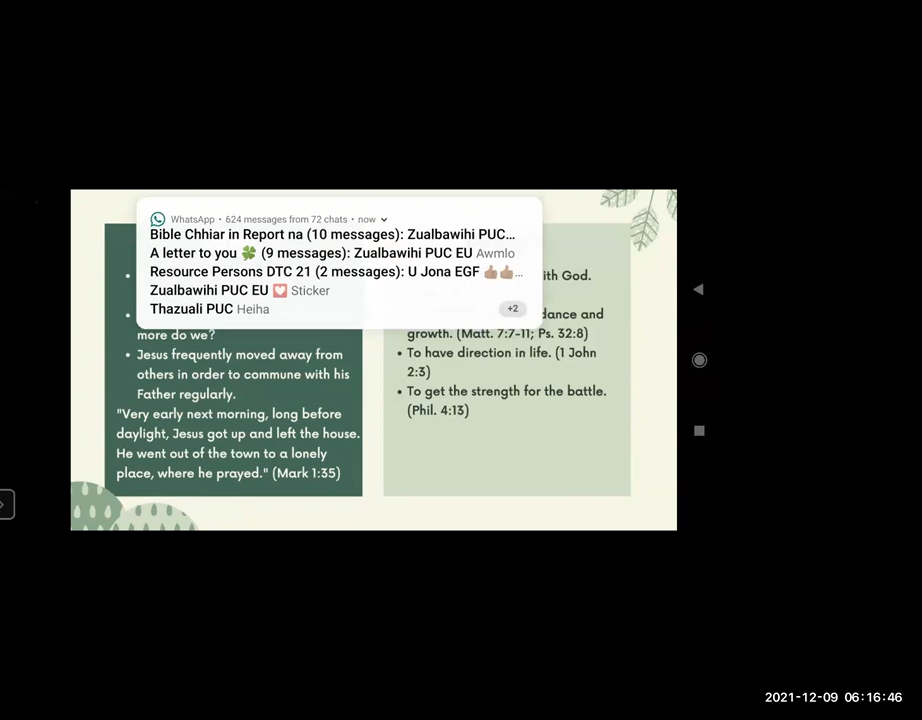 WhatsApp • 624 messages from 72 chats • now
Bible Chhiar in Report na (10 messages): Zualbawihi PUC...
A letter to you 🍀 (9 messages): Zualbawihi PUC EU Awmlo
Resource Persons DTC 21 (2 messages): U Jona EGF 👍🏽👍🏽...
Zualbawihi PUC EU 💟 Sticker
Thazuali PUC Heiha
+2
more do we?
• Jesus frequently moved away from
others in order to commune with his
Father regularly.
"Very early next morning, long before
daylight, Jesus got up and left the house.
He went out of the town to a lonely
place, where he prayed." (Mark 1:35)
with God.
and
growth. (Matt. 7:7-11; Ps. 32:8)
• To have direction in life. (1 John
2:3)
• To get the strength for the battle.
(Phil. 4:13)
2021-12-09 06:16:46